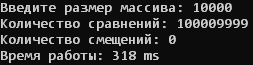 Введите размер массива: 10000
Количество сравнений: 100009999
Количество смещений: 0
Время работы: 318 ms